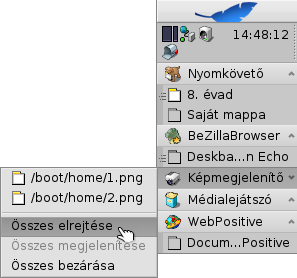 14:48:12
Nyomkövető
8. évad
Saját mappa
BeZillaBrowser
Deskba...n Echo
Képmegjelenítő
Médialejátszó
WebPositive
Docum...Positive
/boot/home/1.png
/boot/home/2.png
Összes elrejtése
Összes megjelenítése
Összes bezárása